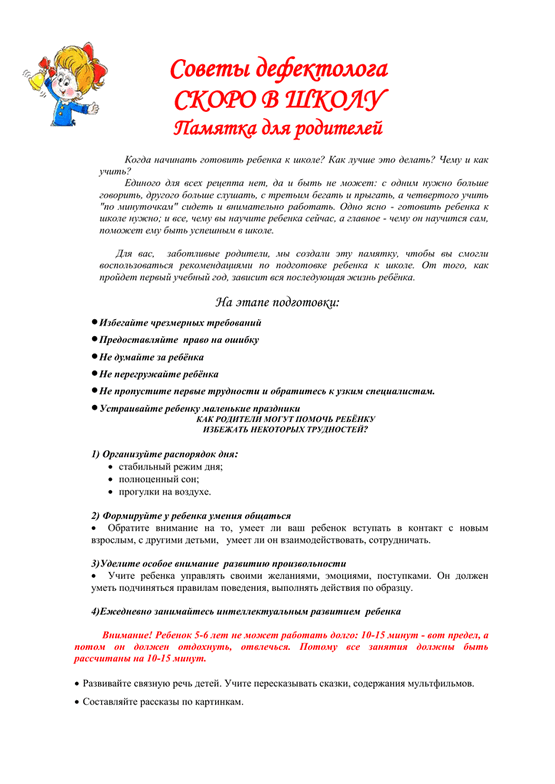 Советы дефектолога
СКОРО В ШКОЛУ
Памятка для родителей
Когда начинать готовить ребенка к школе? Как лучше это делать? Чему и как
учить?
Единого для всех рецепта нет, да и быть не может: с одним нужно больше
говорить, другого больше слушать, с третьим бегать и прыгать, а четвертого учить
"по минуточкам" сидеть и внимательно работать. Одно ясно - готовить ребенка к
школе нужно; и все, чему вы научите ребенка сейчас, а главное - чему он научится сам,
поможет ему быть успешным в школе.
Для вас, заботливые родители, мы создали эту памятку, чтобы вы смогли
воспользоваться рекомендациями по подготовке ребенка к школе. От того, как
пройдет первый учебный год, зависит вся последующая жизнь ребёнка.
На этапе подготовки:
● Избегайте чрезмерных требований
● Предоставляйте право на ошибку
● Не думайте за ребёнка
● Не перегружайте ребёнка
● Не пропустите первые трудности и обратитесь к узким специалистам.
● Устраивайте ребенку маленькие праздники
КАК РОДИТЕЛИ МОГУТ ПОМОЧЬ РЕБЁНКУ
ИЗБЕЖАТЬ НЕКОТОРЫХ ТРУДНОСТЕЙ?
1) Организуйте распорядок дня:
• стабильный режим дня;
• полноценный сон;
• прогулки на воздухе.
2) Формируйте у ребенка умения общаться
• Обратите внимание на то, умеет ли ваш ребенок вступать в контакт с новым
взрослым, с другими детьми, умеет ли он взаимодействовать, сотрудничать.
3)Уделите особое внимание развитию произвольности
• Учите ребенка управлять своими желаниями, эмоциями, поступками. Он должен
уметь подчиняться правилам поведения, выполнять действия по образцу.
4)Ежедневно занимайтесь интеллектуальным развитием ребенка
Внимание! Ребенок 5-6 лет не может работать долго: 10-15 минут - вот предел, а
потом он должен отдохнуть, отвлечься. Потому все занятия должны быть
рассчитаны на 10-15 минут.
• Развивайте связную речь детей. Учите пересказывать сказки, содержания мультфильмов.
• Составляйте рассказы по картинкам.